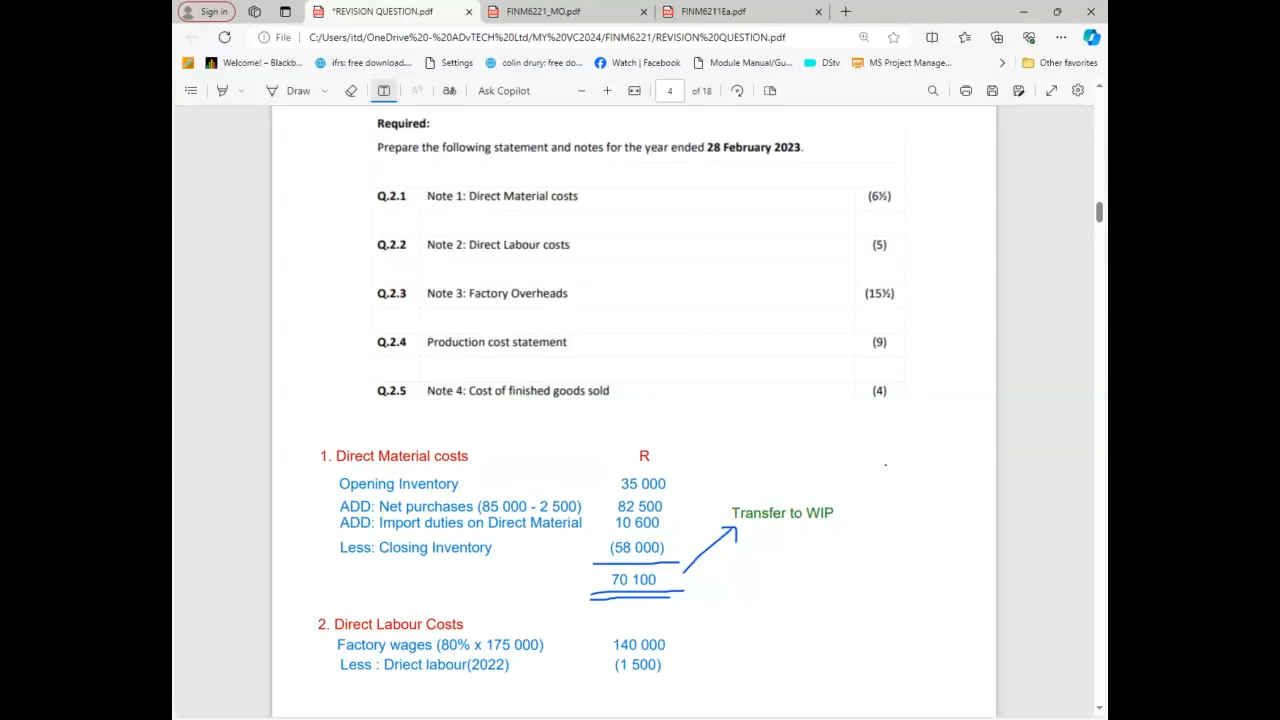 Sign in
*REVISION QUESTION.pdf
FINM6221_MO.pdf
FINM6211Ea.pdf
File
C:/Users/itd/OneDrive%20-%20ADvTECH%20Ltd/MY%20VC2024/FINM6221/REVISION%20QUESTION.pdf
Welcome! – Blackb...
ifrs: free download....
Settings
colin drury: free do...
Watch | Facebook
Module Manual/Gu...
DStv
MS Project Manage...
Other favorites
Draw
Ask Copilot
4 of 18
Required:
Prepare the following statement and notes for the year ended 28 February 2023.
Q.2.1 Note 1: Direct Material costs (6½)
Q.2.2 Note 2: Direct Labour costs (5)
Q.2.3 Note 3: Factory Overheads (15½)
Q.2.4 Production cost statement (9)
Q.2.5 Note 4: Cost of finished goods sold (4)
1. Direct Material costs R
Opening Inventory 35 000
ADD: Net purchases (85 000 - 2 500) 82 500
ADD: Import duties on Direct Material 10 600
Transfer to WIP
Less: Closing Inventory (58 000)
70 100
2. Direct Labour Costs
Factory wages (80% x 175 000) 140 000
Less : Driect labour(2022) (1 500)